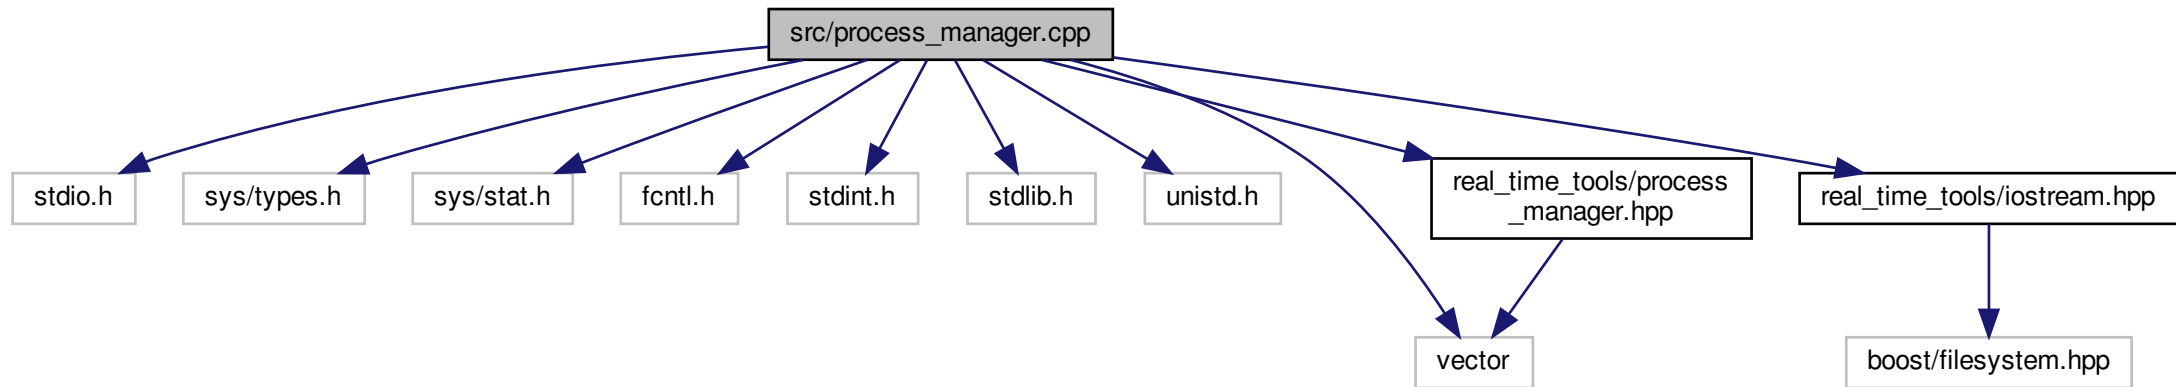 src/process_manager.cpp
stdio.h
sys/types.h
sys/stat.h
fcntl.h
stdint.h
stdlib.h
unistd.h
real_time_tools/process
_manager.hpp
real_time_tools/iostream.hpp
vector
boost/filesystem.hpp